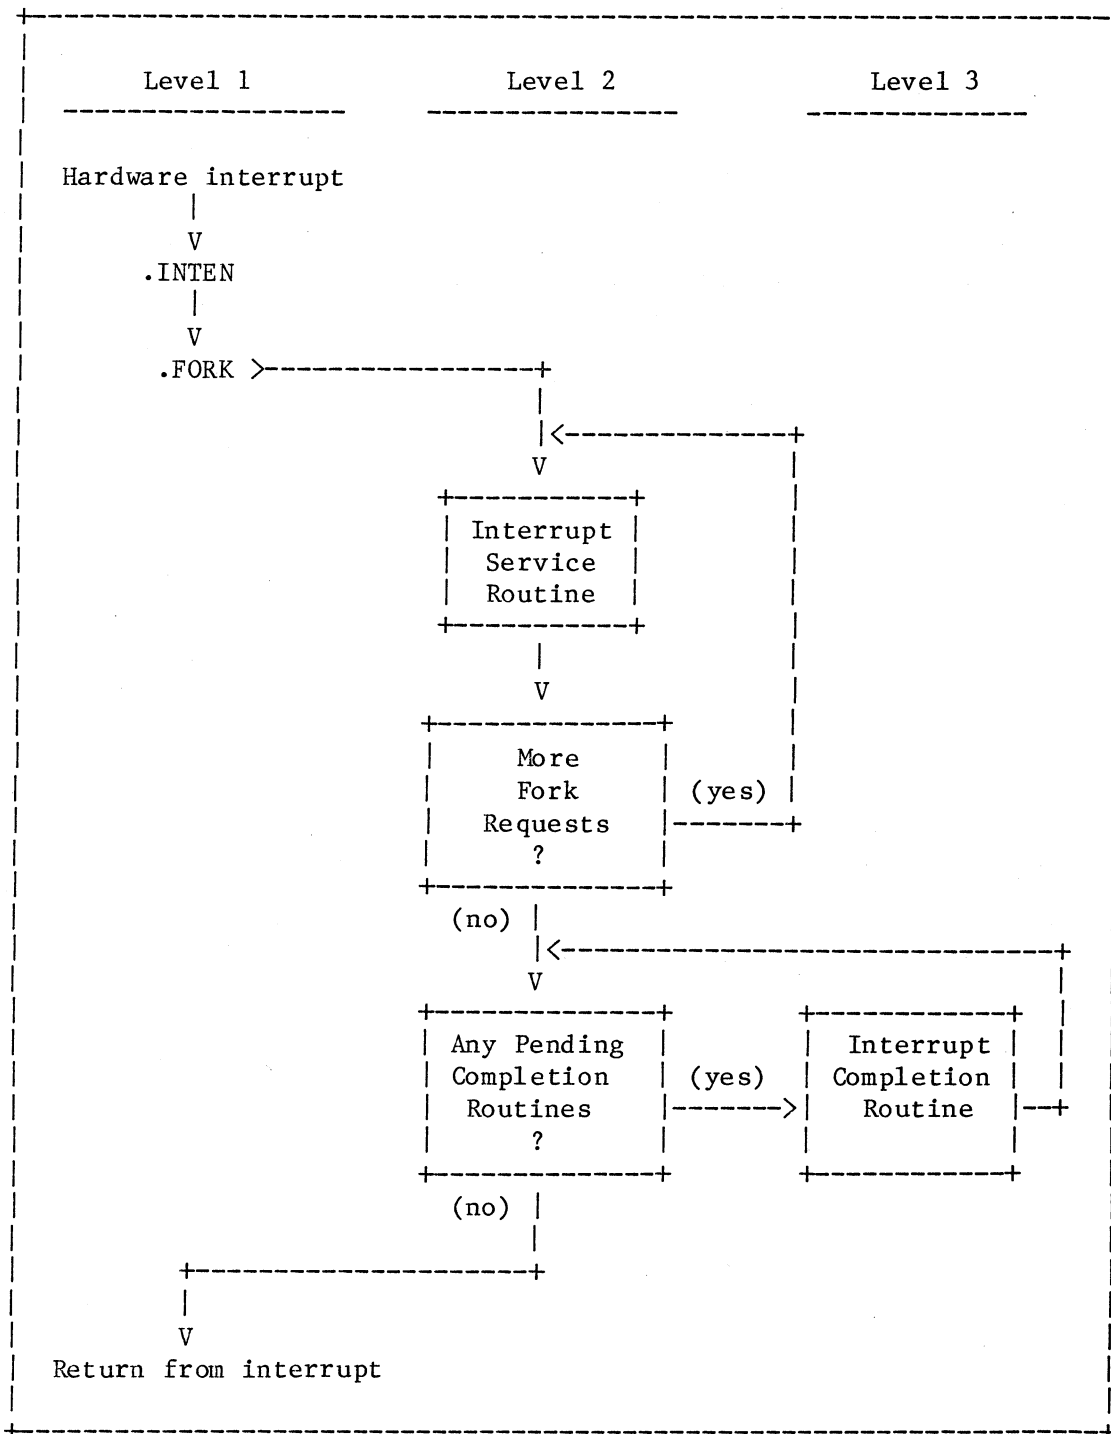 Level 1 Level 2 Level 3
Hardware interrupt
V
.INTEN
V
.FORK >
<
V
Interrupt
Service
Routine
V
More
Fork (yes)
Requests
?
(no)
<
V
Any Pending Interrupt
Completion (yes) Completion
Routines > Routine
?
(no)
V
Return from interrupt